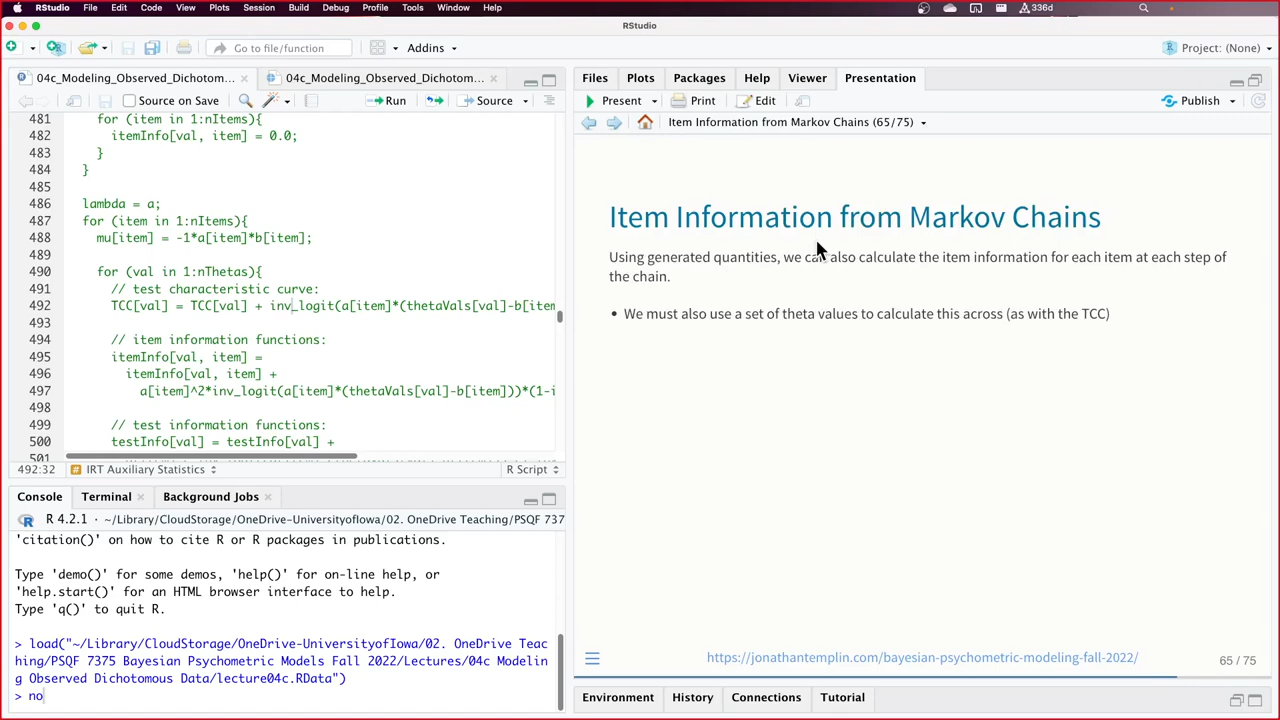 RStudio File Edit Code View Plots Session Build Debug Profile Tools Window Help 336d
RStudio
Go to file/function Addins Project: (None)
04c_Modeling_Observed_Dichotom... 04c_Modeling_Observed_Dichotom...
Source on Save Run Source
481 for (item in 1:nItems){
482 itemInfo[val, item] = 0.0;
483 }
484 }
485
486 lambda = a;
487 for (item in 1:nItems){
488 mu[item] = -1*a[item]*b[item];
489
490 for (val in 1:nThetas){
491 // test characteristic curve:
492 TCC[val] = TCC[val] + inv_logit(a[item]*(thetaVals[val]-b[item
493
494 // item information functions:
495 itemInfo[val, item] =
496 itemInfo[val, item] +
497 a[item]^2*inv_logit(a[item]*(thetaVals[val]-b[item]))*(1-i
498
499 // test information functions:
500 testInfo[val] = testInfo[val] +
501
492:32 IRT Auxiliary Statistics R Script
Console Terminal Background Jobs
R 4.2.1 · ~/Library/CloudStorage/OneDrive-UniversityofIowa/02. OneDrive Teaching/PSQF 737
'citation()' on how to cite R or R packages in publications.
Type 'demo()' for some demos, 'help()' for on-line help, or
'help.start()' for an HTML browser interface to help.
Type 'q()' to quit R.
> load("~/Library/CloudStorage/OneDrive-UniversityofIowa/02. OneDrive Teac
hing/PSQF 7375 Bayesian Psychometric Models Fall 2022/Lectures/04c Modelin
g Observed Dichotomous Data/lecture04c.RData")
> no
Files Plots Packages Help Viewer Presentation
Present Print Edit Publish
Item Information from Markov Chains (65/75)
Item Information from Markov Chains
Using generated quantities, we can also calculate the item information for each item at each step of
the chain.
• We must also use a set of theta values to calculate this across (as with the TCC)
https://jonathantemplin.com/bayesian-psychometric-modeling-fall-2022/ 65 / 75
Environment History Connections Tutorial